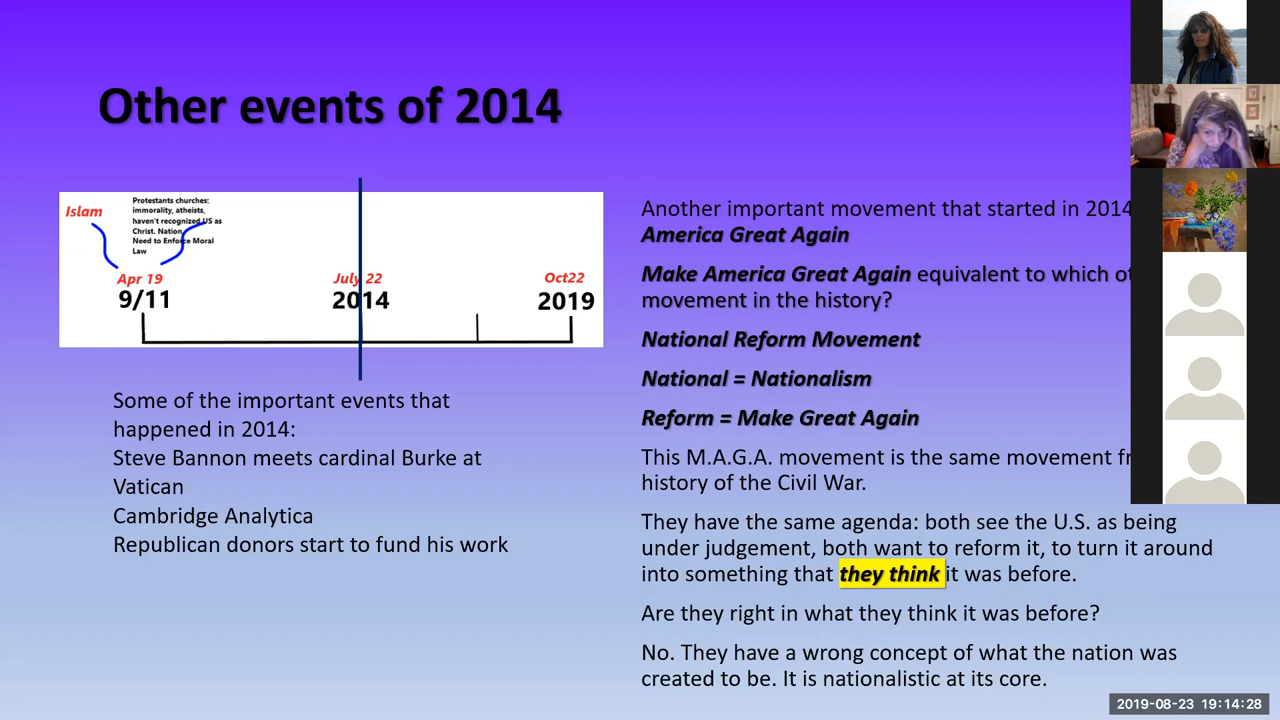 Other events of 2014
Islam
Protestants churches:
immorality, atheists,
haven't recognized US as
Christ. Nation
Need to Enforce Moral
Law
Apr 19
9/11
July 22
2014
Oct22
2019
Some of the important events that
happened in 2014:
Steve Bannon meets cardinal Burke at
Vatican
Cambridge Analytica
Republican donors start to fund his work
Another important movement that started in 2014
America Great Again
Make America Great Again equivalent to which
movement in the history?
National Reform Movement
National = Nationalism
Reform = Make Great Again
This M.A.G.A. movement is the same movement
history of the Civil War.
They have the same agenda: both see the U.S. as being
under judgement, both want to reform it, to turn it around
into something that they think it was before.
Are they right in what they think it was before?
No. They have a wrong concept of what the nation was
created to be. It is nationalistic at its core.
2019-08-23 19:14:28